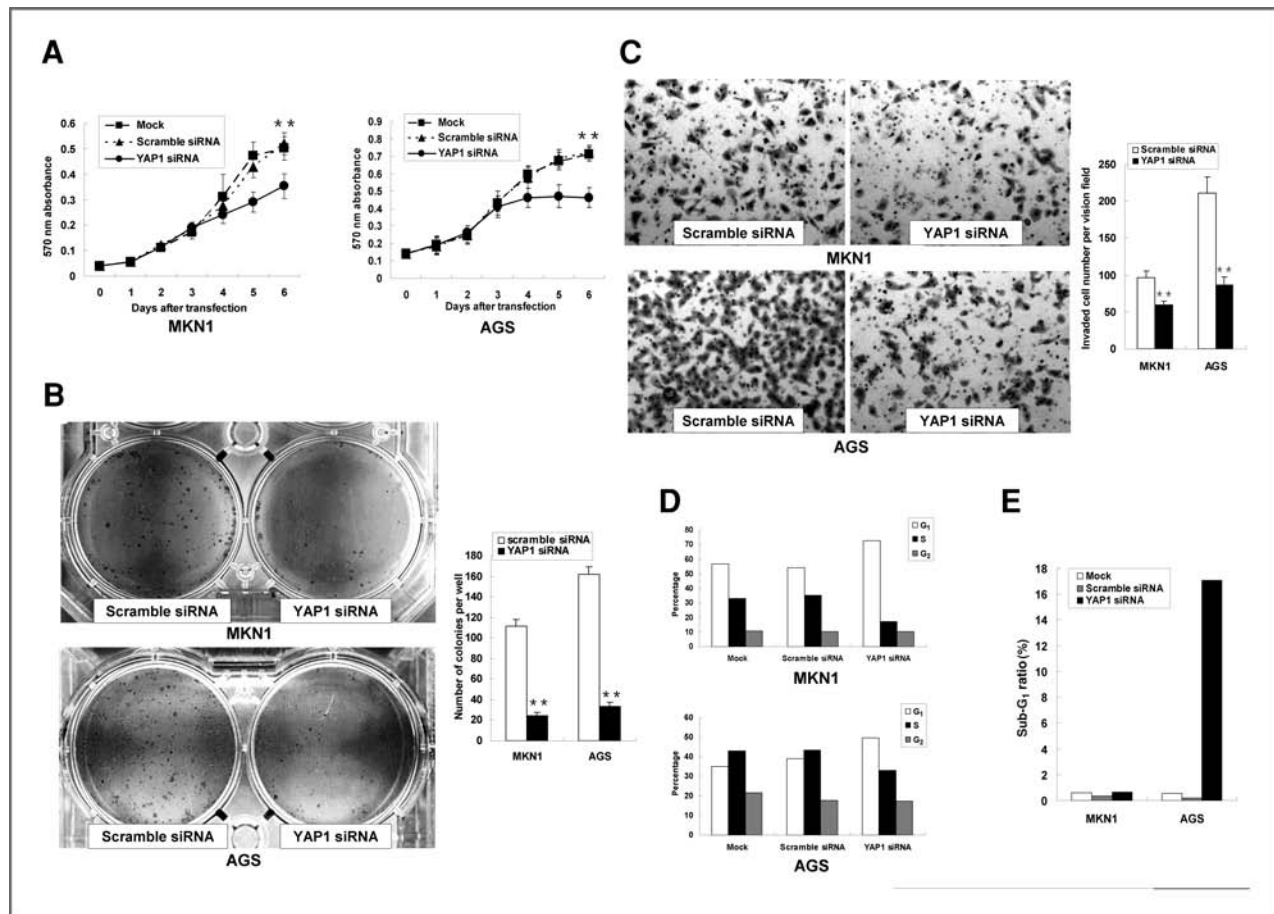 A
Mock
Scramble siRNA
YAP1 siRNA
* *
570 nm absorbance
0.6
0.5
0.4
0.3
0.2
0.1
0
0 1 2 3 4 5 6
Days after transfection
MKN1
Mock
Scramble siRNA
YAP1 siRNA
* *
570 nm absorbance
0.9
0.8
0.7
0.6
0.5
0.4
0.3
0.2
0.1
0
0 1 2 3 4 5 6
Days after transfection
AGS
B
Scramble siRNA YAP1 siRNA
MKN1
Scramble siRNA YAP1 siRNA
AGS
scramble siRNA
YAP1 siRNA
Number of colonies per well
180
160
140
120
100
80
60
40
20
0
* * * *
MKN1 AGS
C
Scramble siRNA YAP1 siRNA
MKN1
Scramble siRNA YAP1 siRNA
AGS
Scramble siRNA
YAP1 siRNA
Invaded cell number per vision field
250
200
150
100
50
0
* * * *
MKN1 AGS
D
G1
S
G2
Percentage
80
70
60
50
40
30
20
10
0
Mock Scramble siRNA YAP1 siRNA
MKN1
G1
S
G2
Percentage
60
50
40
30
20
10
0
Mock Scramble siRNA YAP1 siRNA
AGS
E
Mock
Scramble siRNA
YAP1 siRNA
Sub-G1 ratio (%)
18
16
14
12
10
8
6
4
2
0
MKN1 AGS